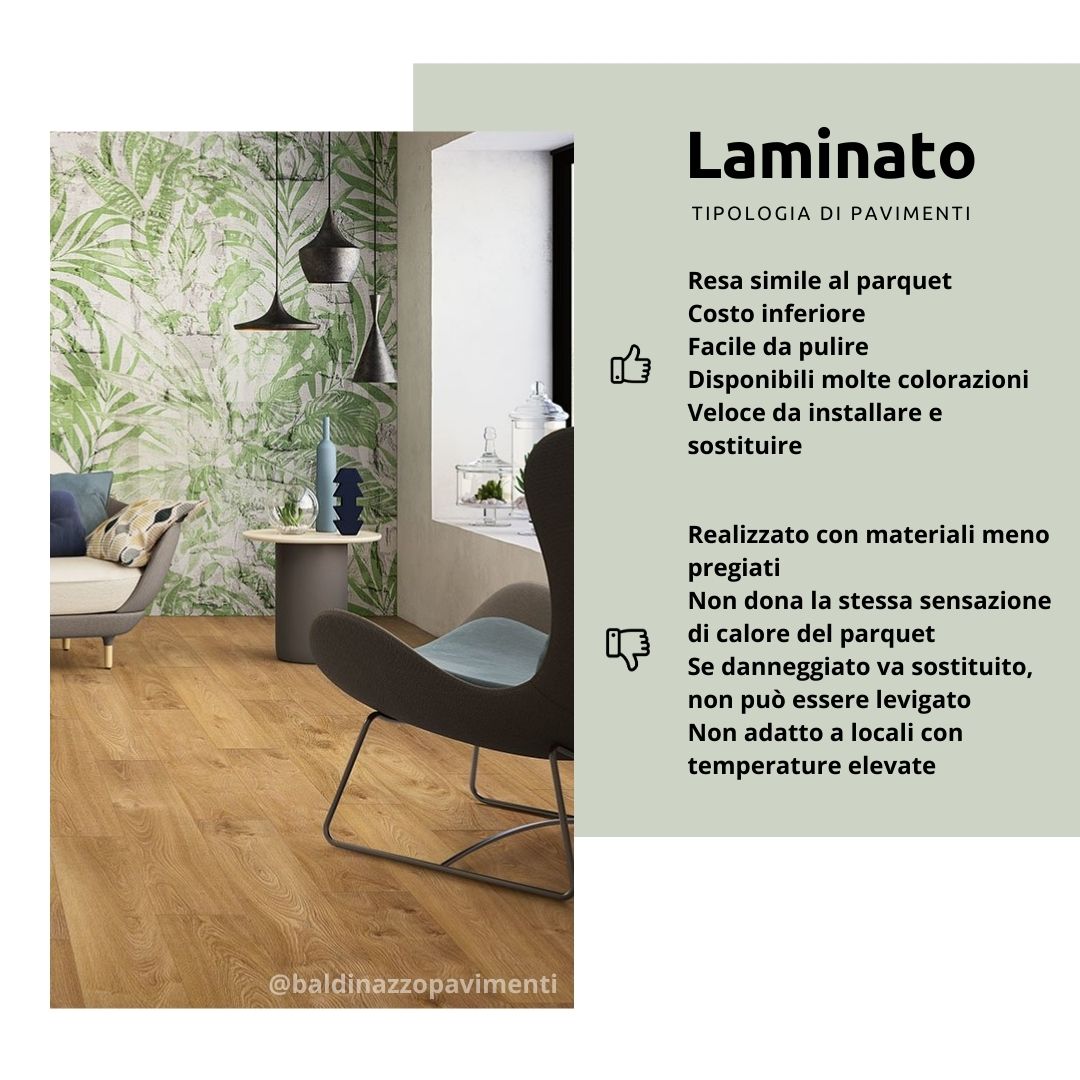 Laminato
TIPOLOGIA DI PAVIMENTI
Resa simile al parquet
Costo inferiore
Facile da pulire
Disponibili molte colorazioni
Veloce da installare e
sostituire
Realizzato con materiali meno
pregiati
Non dona la stessa sensazione
di calore del parquet
Se danneggiato va sostituito,
non può essere levigato
Non adatto a locali con
temperature elevate
@baldinazzopavimenti